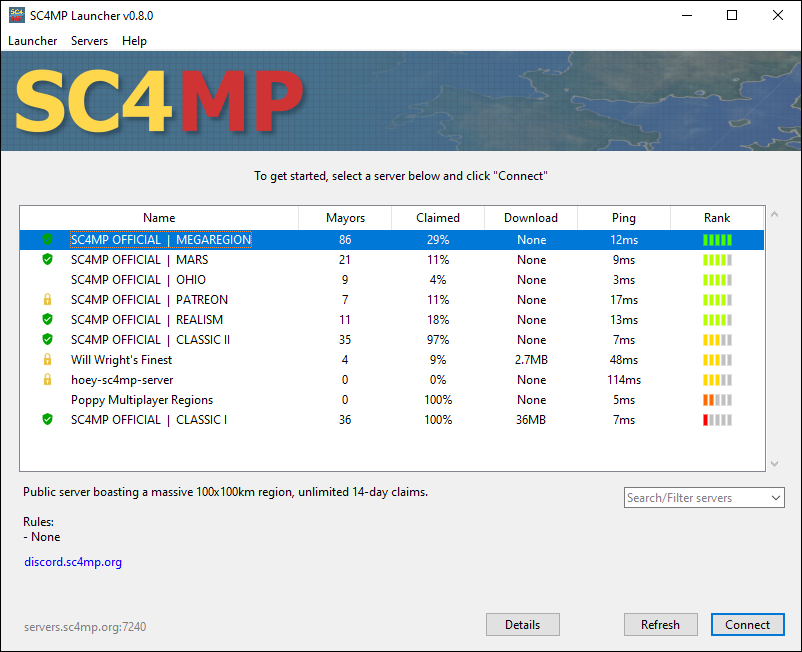 SC4MP Launcher v0.8.0
Launcher Servers Help
SC4MP
To get started, select a server below and click "Connect"
Name Mayors Claimed Download Ping Rank
SC4MP OFFICIAL | MEGAREGION 86 29% None 12ms
SC4MP OFFICIAL | MARS 21 11% None 9ms
SC4MP OFFICIAL | OHIO 9 4% None 3ms
SC4MP OFFICIAL | PATREON 7 11% None 17ms
SC4MP OFFICIAL | REALISM 11 18% None 13ms
SC4MP OFFICIAL | CLASSIC II 35 97% None 7ms
Will Wright's Finest 4 9% 2.7MB 48ms
hoey-sc4mp-server 0 0% None 114ms
Poppy Multiplayer Regions 0 100% None 5ms
SC4MP OFFICIAL | CLASSIC I 36 100% 36MB 7ms
Public server boasting a massive 100x100km region, unlimited 14-day claims.
Search/Filter servers
Rules:
- None
discord.sc4mp.org
servers.sc4mp.org:7240
Details Refresh Connect